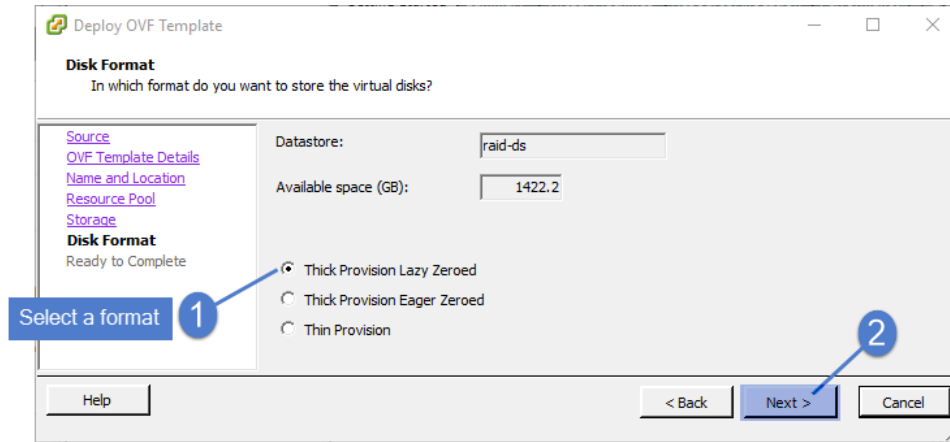 Deploy OVF Template
Disk Format
In which format do you want to store the virtual disks?
Source
OVF Template Details
Name and Location
Resource Pool
Storage
Disk Format
Ready to Complete
Datastore:
raid-ds
Available space (GB):
1422.2
Thick Provision Lazy Zeroed
Thick Provision Eager Zeroed
Thin Provision
Select a format
1
2
Help
< Back
Next >
Cancel